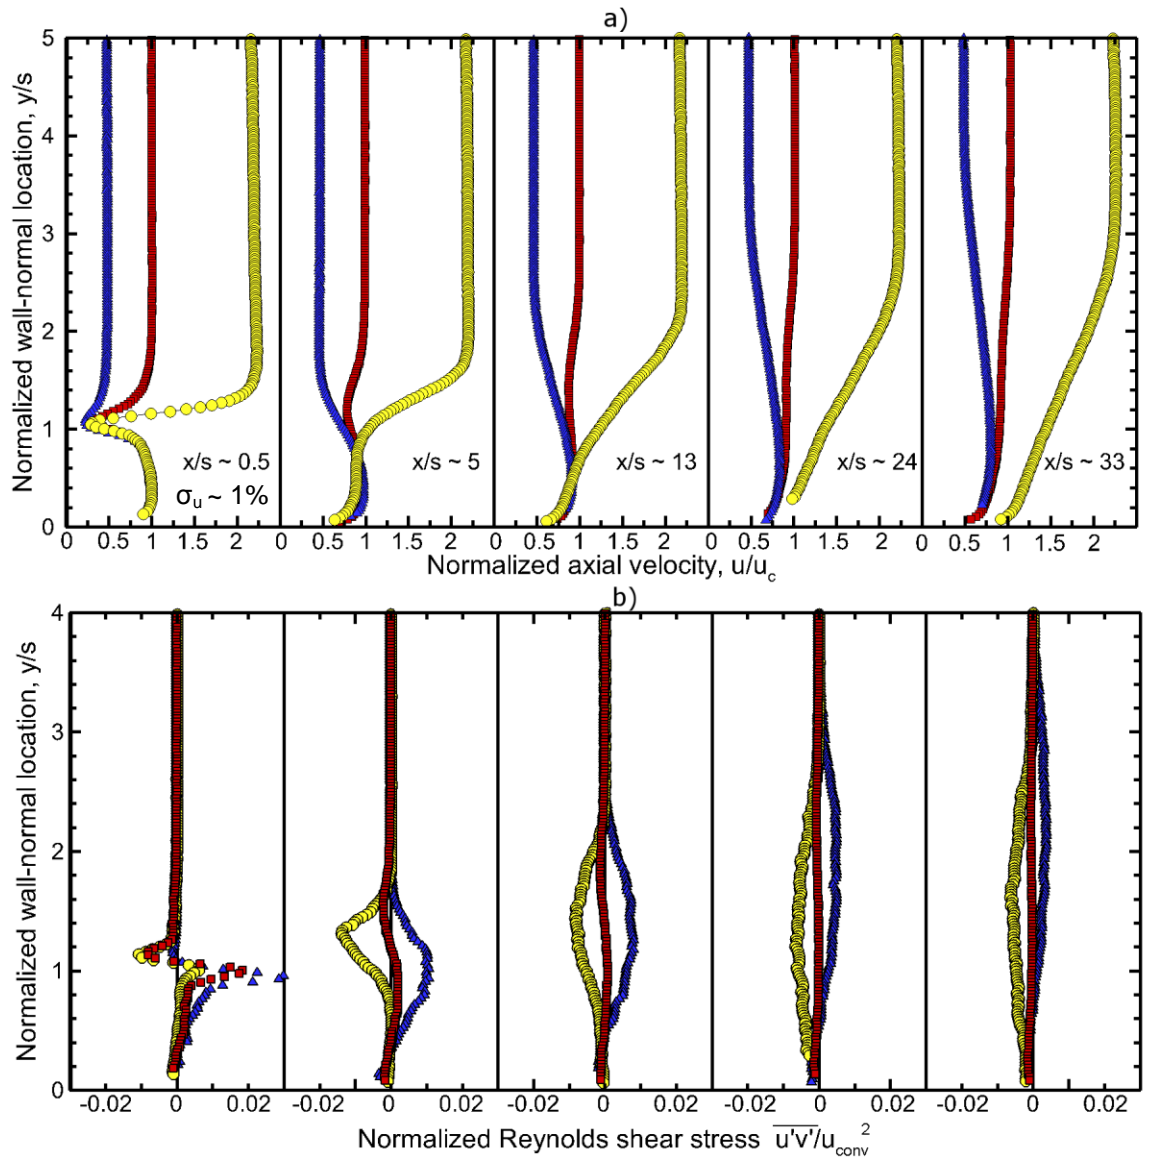 a)
Normalized wall-normal location, y/s
5
4
3
2
1
0
x/s ~ 0.5
σu ~ 1%
x/s ~ 5
x/s ~ 13
x/s ~ 24
x/s ~ 33
0 0.5 1 1.5 2 0 0.5 1 1.5 2 0 0.5 1 1.5 2 0 0.5 1 1.5 2 0 0.5 1 1.5 2
Normalized axial velocity, u/uc
b)
Normalized wall-normal location, y/s
4
3
2
1
0
-0.02 0 0.02 -0.02 0 0.02 -0.02 0 0.02 -0.02 0 0.02 -0.02 0 0.02
Normalized Reynolds shear stress u'v'/uconv²